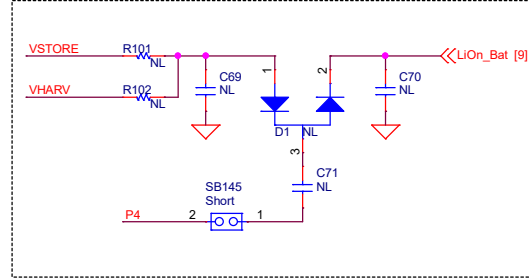 VSTORE
R101
NL
VHARV
R102
NL
C69
NL
1
2
D1
NL
3
C70
NL
LiOn_Bat [9]
C71
NL
SB145
Short
P4
2
1